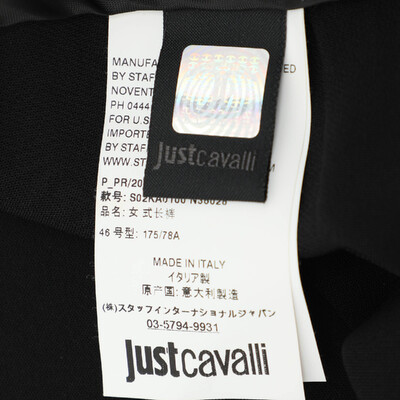 MANUFA
BY STAF
NOVENT
PH 0444
FOR U.S
IMPORTE
BY STAF
WWW.ST
ED
justcavalli
P_PR/20
款号: S02KA0100 N38028
品名: 女式长裤
46 号型: 175/78A
MADE IN ITALY
イタリア製
原产国: 意大利制造
(株)スタッフインターナショナルジャパン
03-5794-9931
justcavalli